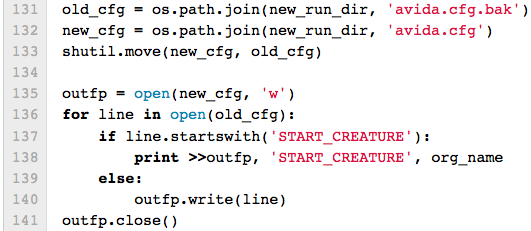 131 old_cfg = os.path.join(new_run_dir, 'avida.cfg.bak')
132 new_cfg = os.path.join(new_run_dir, 'avida.cfg')
133 shutil.move(new_cfg, old_cfg)
134
135 outfp = open(new_cfg, 'w')
136 for line in open(old_cfg):
137     if line.startswith('START_CREATURE'):
138         print >>outfp, 'START_CREATURE', org_name
139     else:
140         outfp.write(line)
141 outfp.close()